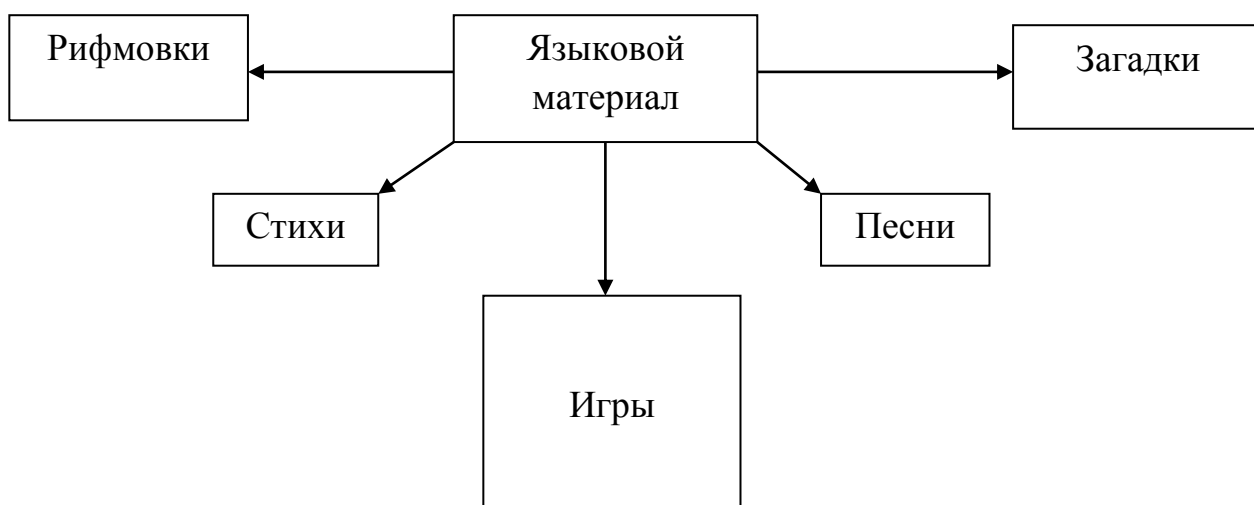 Рифмовки
Языковой
материал
Загадки
Стихи
Песни
Игры